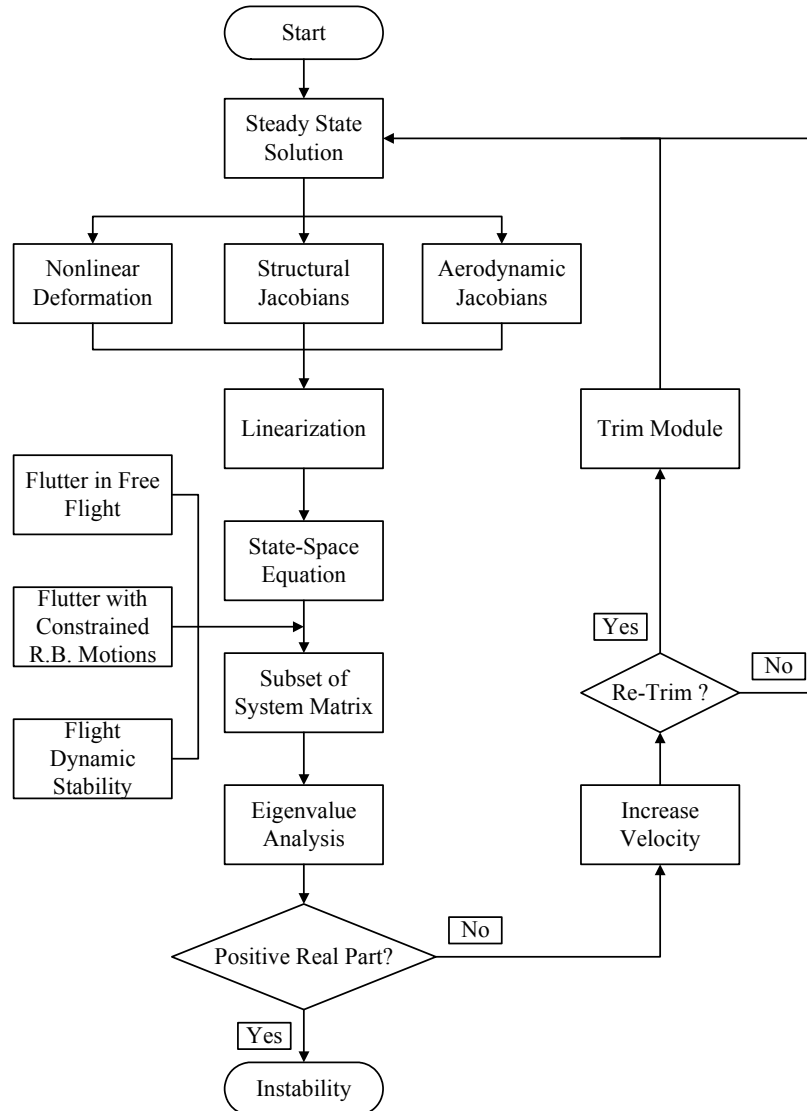 Start
Steady State
Solution
Nonlinear
Deformation
Structural
Jacobians
Aerodynamic
Jacobians
Linearization
Trim Module
Flutter in Free
Flight
State-Space
Equation
Flutter with
Constrained
R.B. Motions
Yes
No
Subset of
System Matrix
Re-Trim ?
Flight
Dynamic
Stability
Eigenvalue
Analysis
Increase
Velocity
No
Positive Real Part?
Yes
Instability